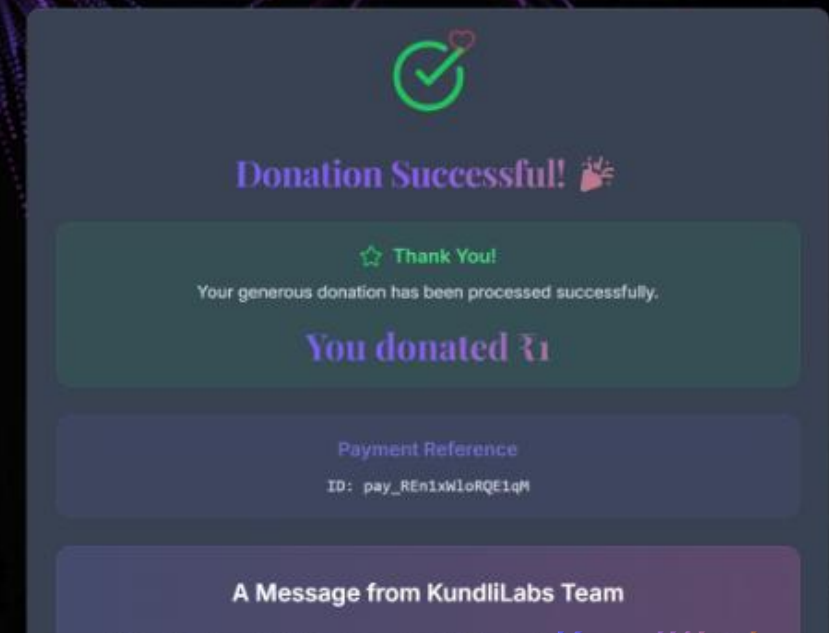 Donation Successful! 🎉
Thank You!
Your generous donation has been processed successfully.
You donated ₹1
Payment Reference
ID: pay_REn1xWloRQE1qM
A Message from KundliLabs Team